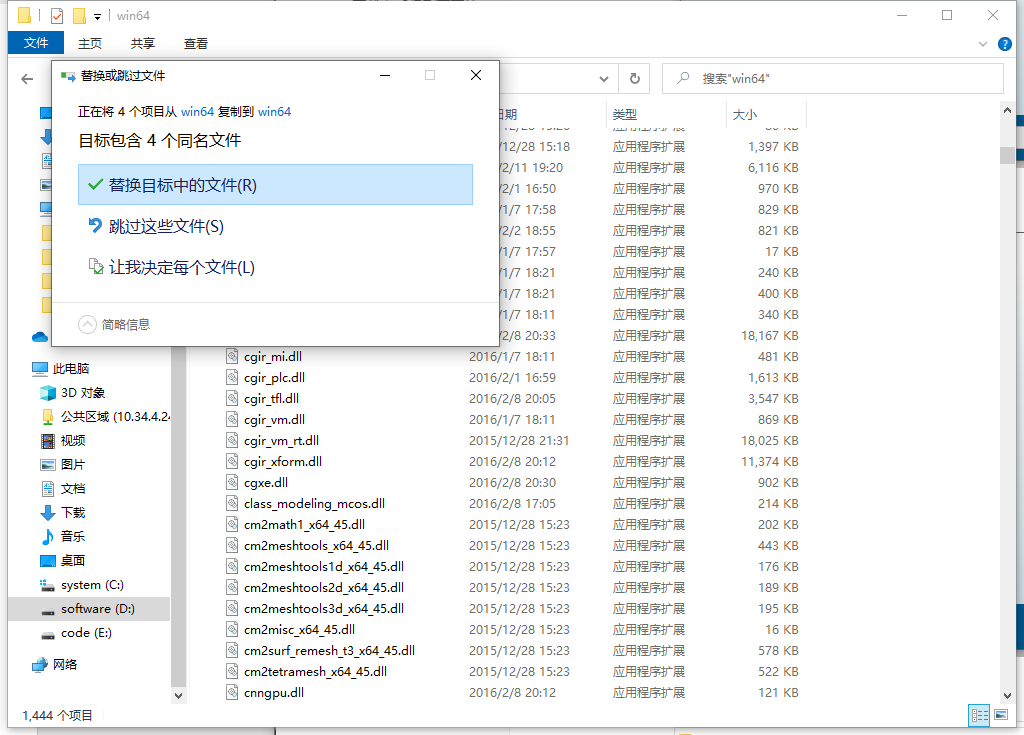 win64
文件 主页 共享 查看
搜索"win64"
替换或跳过文件
正在将 4 个项目从 win64 复制到 win64
目标包含 4 个同名文件
替换目标中的文件(R)
跳过这些文件(S)
让我决定每个文件(L)
简略信息
日期 类型 大小
应用程序扩展
/12/28 15:18 应用程序扩展 1,397 KB
/2/11 19:20 应用程序扩展 6,116 KB
/2/1 16:50 应用程序扩展 970 KB
/1/7 17:58 应用程序扩展 829 KB
/2/2 18:55 应用程序扩展 821 KB
/1/7 17:57 应用程序扩展 17 KB
/1/7 18:21 应用程序扩展 240 KB
/1/7 18:21 应用程序扩展 400 KB
/1/7 18:11 应用程序扩展 340 KB
/2/8 20:33 应用程序扩展 18,167 KB
cgir_mi.dll 2016/1/7 18:11 应用程序扩展 481 KB
cgir_plc.dll 2016/2/1 16:59 应用程序扩展 1,613 KB
cgir_tfl.dll 2016/2/8 20:05 应用程序扩展 3,547 KB
cgir_vm.dll 2016/1/7 18:11 应用程序扩展 869 KB
cgir_vm_rt.dll 2015/12/28 21:31 应用程序扩展 18,025 KB
cgir_xform.dll 2016/2/8 20:12 应用程序扩展 11,374 KB
cgxe.dll 2016/2/8 20:30 应用程序扩展 902 KB
class_modeling_mcos.dll 2016/2/8 17:05 应用程序扩展 214 KB
cm2math1_x64_45.dll 2015/12/28 15:23 应用程序扩展 202 KB
cm2meshtools_x64_45.dll 2015/12/28 15:23 应用程序扩展 443 KB
cm2meshtools1d_x64_45.dll 2015/12/28 15:23 应用程序扩展 176 KB
cm2meshtools2d_x64_45.dll 2015/12/28 15:23 应用程序扩展 189 KB
cm2meshtools3d_x64_45.dll 2015/12/28 15:23 应用程序扩展 195 KB
cm2misc_x64_45.dll 2015/12/28 15:23 应用程序扩展 16 KB
cm2surf_remesh_t3_x64_45.dll 2015/12/28 15:23 应用程序扩展 578 KB
cm2tetramesh_x64_45.dll 2015/12/28 15:23 应用程序扩展 522 KB
cnngpu.dll 2016/2/8 20:12 应用程序扩展 121 KB
此电脑
3D 对象
公共区域 (10.34.4.24
视频
图片
文档
下载
音乐
桌面
system (C:)
software (D:)
code (E:)
网络
1,444 个项目